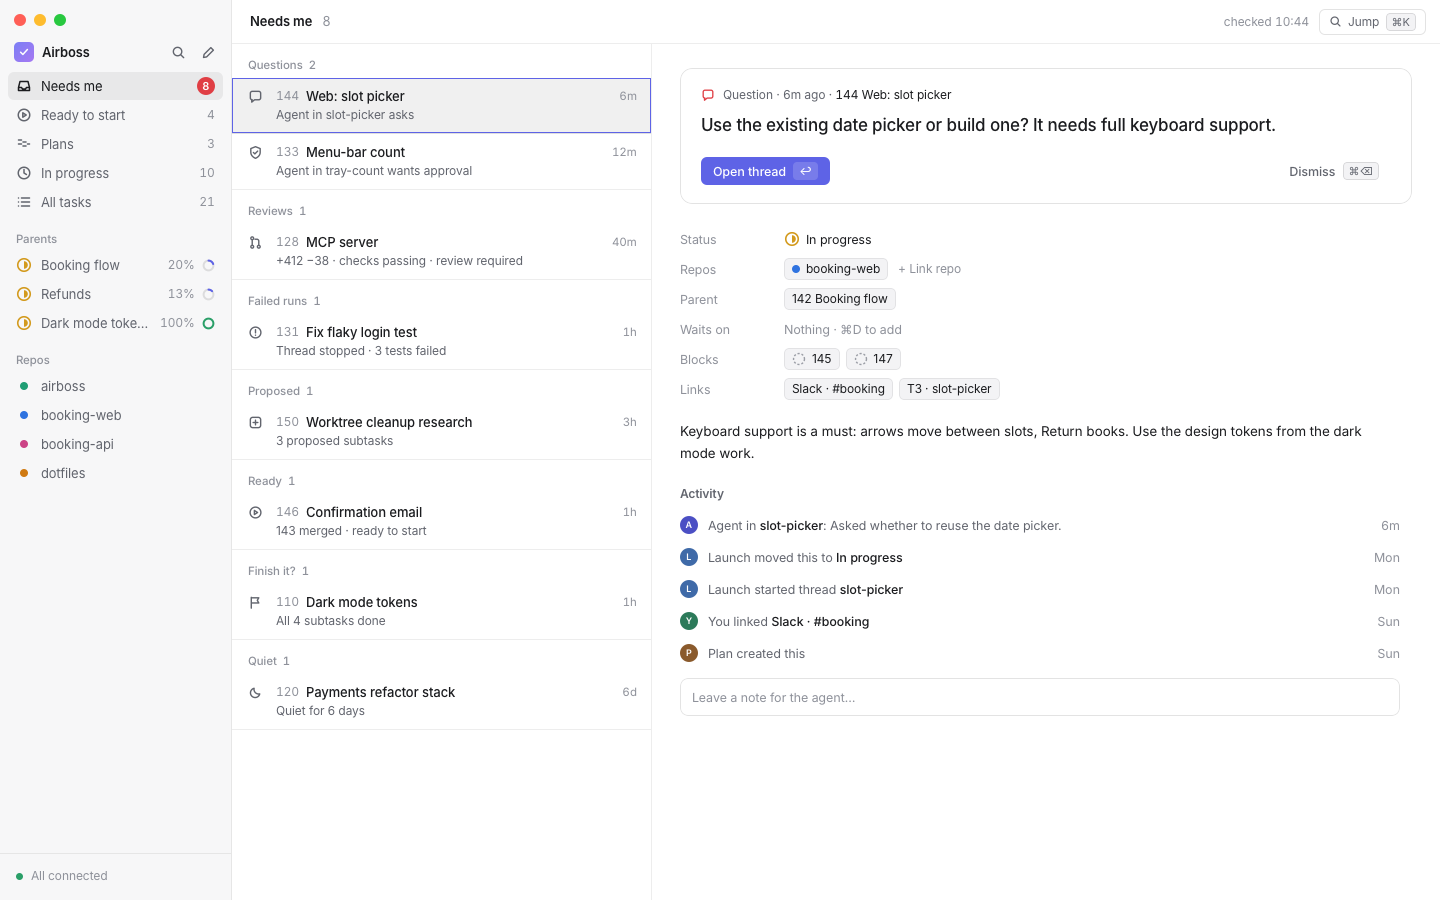 Airboss
Needs me 8
Ready to start 4
Plans 3
In progress 10
All tasks 21
Parents
Booking flow 20%
Refunds 13%
Dark mode toke... 100%
Repos
airboss
booking-web
booking-api
dotfiles
All connected
Needs me 8
checked 10:44
Jump ⌘K
Questions 2
144 Web: slot picker 6m
Agent in slot-picker asks
133 Menu-bar count 12m
Agent in tray-count wants approval
Reviews 1
128 MCP server 40m
+412 −38 · checks passing · review required
Failed runs 1
131 Fix flaky login test 1h
Thread stopped · 3 tests failed
Proposed 1
150 Worktree cleanup research 3h
3 proposed subtasks
Ready 1
146 Confirmation email 1h
143 merged · ready to start
Finish it? 1
110 Dark mode tokens 1h
All 4 subtasks done
Quiet 1
120 Payments refactor stack 6d
Quiet for 6 days
Question · 6m ago · 144 Web: slot picker
Use the existing date picker or build one? It needs full keyboard support.
Open thread ↩ Dismiss ⌘⌫
Status In progress
Repos booking-web + Link repo
Parent 142 Booking flow
Waits on Nothing · ⌘D to add
Blocks 145 147
Links Slack · #booking T3 · slot-picker
Keyboard support is a must: arrows move between slots, Return books. Use the design tokens from the dark
mode work.
Activity
A Agent in slot-picker: Asked whether to reuse the date picker. 6m
L Launch moved this to In progress Mon
L Launch started thread slot-picker Mon
Y You linked Slack · #booking Sun
P Plan created this Sun
Leave a note for the agent...